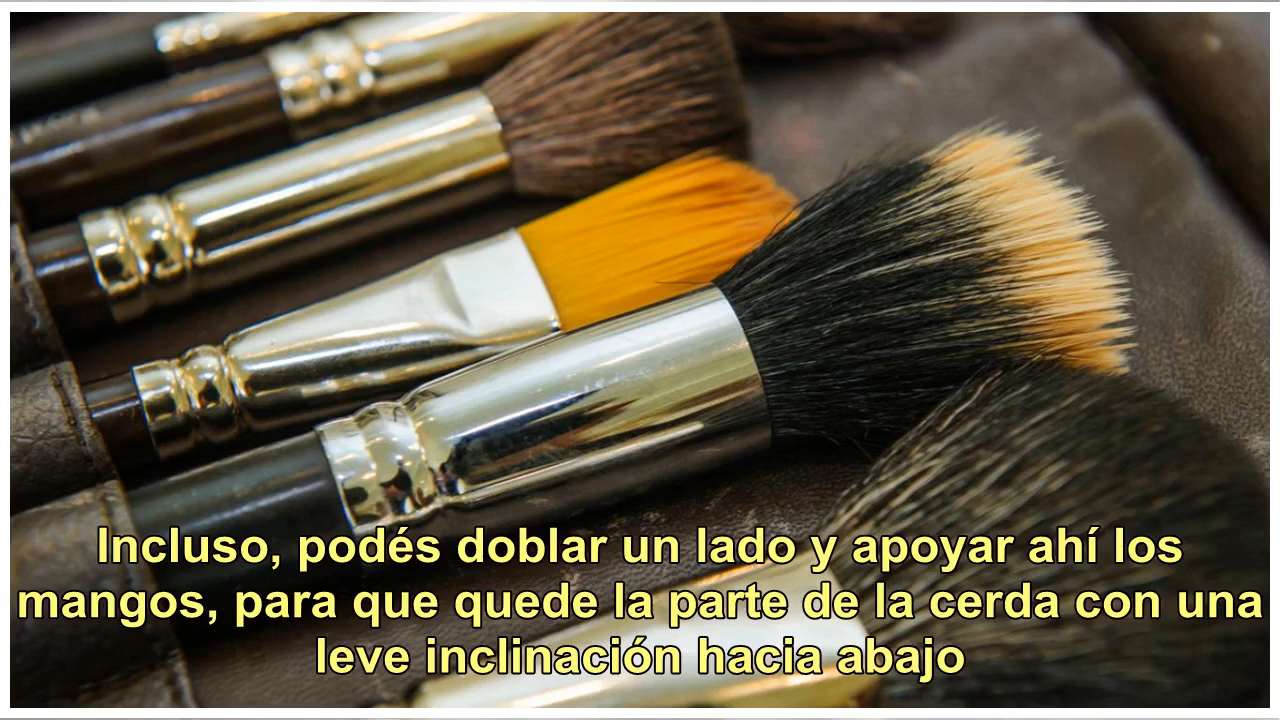 Incluso, podés doblar un lado y apoyar ahí los
mangos, para que quede la parte de la cerda con una
leve inclinación hacia abajo